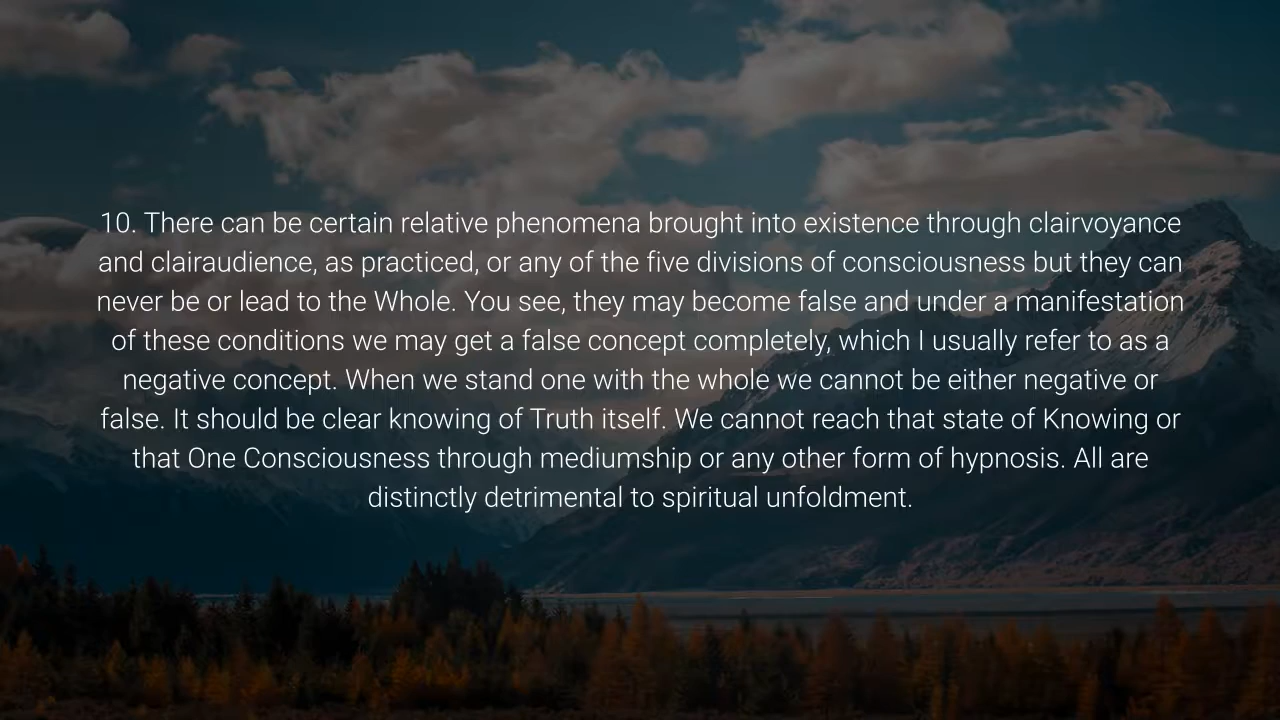 10. There can be certain relative phenomena brought into existence through clairvoyance
and clairaudience, as practiced, or any of the five divisions of consciousness but they can
never be or lead to the Whole. You see, they may become false and under a manifestation
of these conditions we may get a false concept completely, which I usually refer to as a
negative concept. When we stand one with the whole we cannot be either negative or
false. It should be clear knowing of Truth itself. We cannot reach that state of Knowing or
that One Consciousness through mediumship or any other form of hypnosis. All are
distinctly detrimental to spiritual unfoldment.